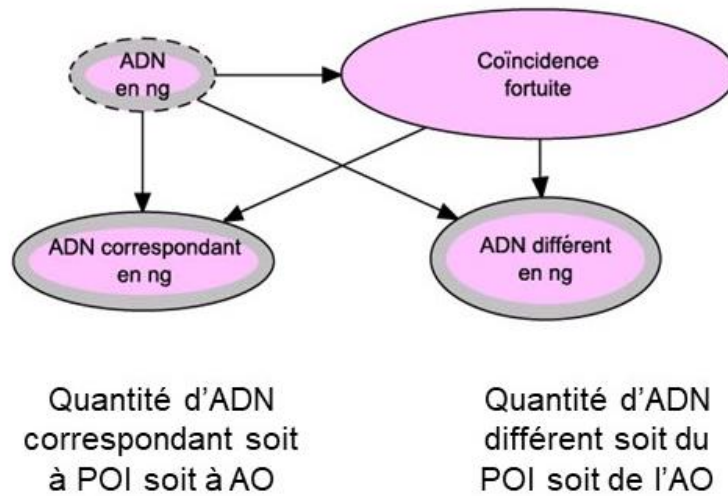 ADN
en ng
Coïncidence
fortuite
ADN correspondant
en ng
ADN différent
en ng
Quantité d'ADN
correspondant soit
à POI soit à AO
Quantité d'ADN
différent soit du
POI soit de l'AO